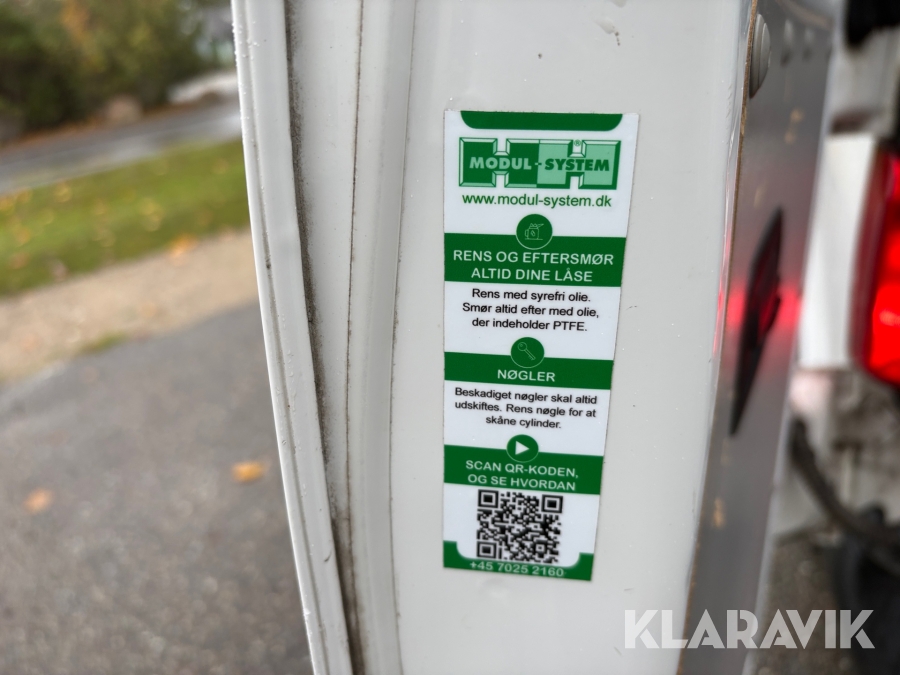 MODUL-SYSTEM®
www.modul-system.dk
RENS OG EFTERSMØR
ALTID DINE LÅSE
Rens med syrefri olie.
Smør altid efter med olie,
der indeholder PTFE.
NØGLER
Beskadiget nøgler skal altid
udskiftes. Rens nøgle for at
skåne cylinder.
SCAN QR-KODEN,
OG SE HVORDAN
+45 7025 2160
KLARAVIK